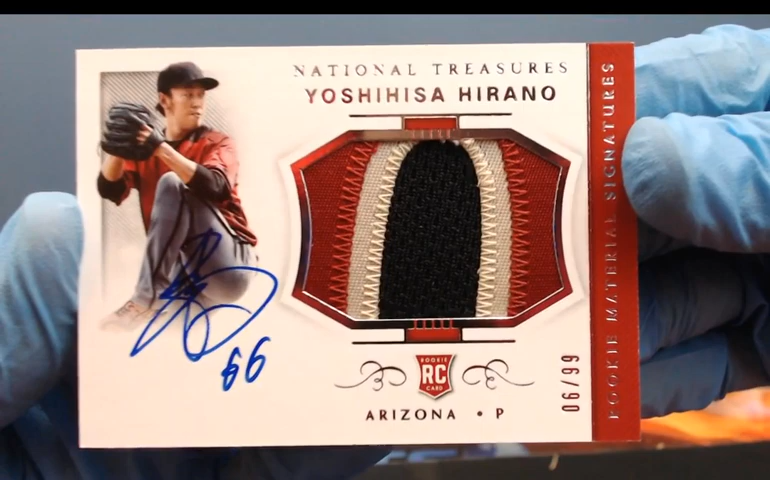 NATIONAL TREASURES
YOSHIHISA HIRANO
66
ROOKIE
RC
CARD
ARIZONA • P
06/99
ROOKIE MATERIAL SIGNATURES